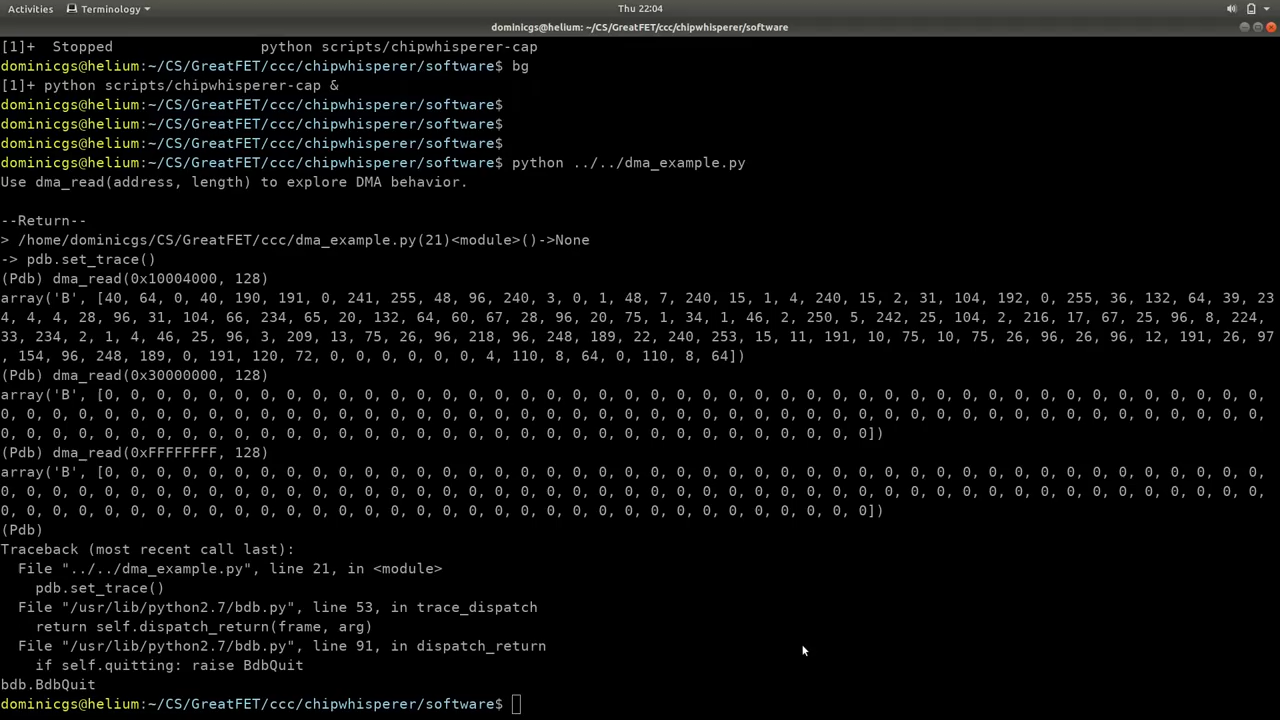 Activities Terminology Thu 22:04
dominicgs@helium: ~/CS/GreatFET/ccc/chipwhisperer/software
[1]+  Stopped                 python scripts/chipwhisperer-cap
dominicgs@helium:~/CS/GreatFET/ccc/chipwhisperer/software$ bg
[1]+ python scripts/chipwhisperer-cap &
dominicgs@helium:~/CS/GreatFET/ccc/chipwhisperer/software$
dominicgs@helium:~/CS/GreatFET/ccc/chipwhisperer/software$
dominicgs@helium:~/CS/GreatFET/ccc/chipwhisperer/software$
dominicgs@helium:~/CS/GreatFET/ccc/chipwhisperer/software$ python ../../dma_example.py
Use dma_read(address, length) to explore DMA behavior.
--Return--
> /home/dominicgs/CS/GreatFET/ccc/dma_example.py(21)<module>()->None
-> pdb.set_trace()
(Pdb) dma_read(0x10004000, 128)
array('B', [40, 64, 0, 40, 190, 191, 0, 241, 255, 48, 96, 240, 3, 0, 1, 48, 7, 240, 15, 1, 4, 240, 15, 2, 31, 104, 192, 0, 255, 36, 132, 64, 39, 23
4, 4, 4, 28, 96, 31, 104, 66, 234, 65, 20, 132, 64, 60, 67, 28, 96, 20, 75, 1, 34, 1, 46, 2, 250, 5, 242, 25, 104, 2, 216, 17, 67, 25, 96, 8, 224,
33, 234, 2, 1, 4, 46, 25, 96, 3, 209, 13, 75, 26, 96, 218, 96, 248, 189, 22, 240, 253, 15, 11, 191, 10, 75, 10, 75, 26, 96, 26, 96, 12, 191, 26, 97
, 154, 96, 248, 189, 0, 191, 120, 72, 0, 0, 0, 0, 0, 0, 4, 110, 8, 64, 0, 110, 8, 64])
(Pdb) dma_read(0x30000000, 128)
array('B', [0, 0, 0, 0, 0, 0, 0, 0, 0, 0, 0, 0, 0, 0, 0, 0, 0, 0, 0, 0, 0, 0, 0, 0, 0, 0, 0, 0, 0, 0, 0, 0, 0, 0, 0, 0, 0, 0, 0, 0, 0, 0, 0, 0, 0,
0, 0, 0, 0, 0, 0, 0, 0, 0, 0, 0, 0, 0, 0, 0, 0, 0, 0, 0, 0, 0, 0, 0, 0, 0, 0, 0, 0, 0, 0, 0, 0, 0, 0, 0, 0, 0, 0, 0, 0, 0, 0, 0, 0, 0, 0, 0, 0, 0,
0, 0, 0, 0, 0, 0, 0, 0, 0, 0, 0, 0, 0, 0, 0, 0, 0, 0, 0, 0, 0, 0, 0, 0, 0, 0, 0, 0, 0, 0])
(Pdb) dma_read(0xFFFFFFFF, 128)
array('B', [0, 0, 0, 0, 0, 0, 0, 0, 0, 0, 0, 0, 0, 0, 0, 0, 0, 0, 0, 0, 0, 0, 0, 0, 0, 0, 0, 0, 0, 0, 0, 0, 0, 0, 0, 0, 0, 0, 0, 0, 0, 0, 0, 0, 0,
0, 0, 0, 0, 0, 0, 0, 0, 0, 0, 0, 0, 0, 0, 0, 0, 0, 0, 0, 0, 0, 0, 0, 0, 0, 0, 0, 0, 0, 0, 0, 0, 0, 0, 0, 0, 0, 0, 0, 0, 0, 0, 0, 0, 0, 0, 0, 0, 0,
0, 0, 0, 0, 0, 0, 0, 0, 0, 0, 0, 0, 0, 0, 0, 0, 0, 0, 0, 0, 0, 0, 0, 0, 0, 0, 0, 0, 0, 0])
(Pdb)
Traceback (most recent call last):
  File "../../dma_example.py", line 21, in <module>
    pdb.set_trace()
  File "/usr/lib/python2.7/bdb.py", line 53, in trace_dispatch
    return self.dispatch_return(frame, arg)
  File "/usr/lib/python2.7/bdb.py", line 91, in dispatch_return
    if self.quitting: raise BdbQuit
bdb.BdbQuit
dominicgs@helium:~/CS/GreatFET/ccc/chipwhisperer/software$